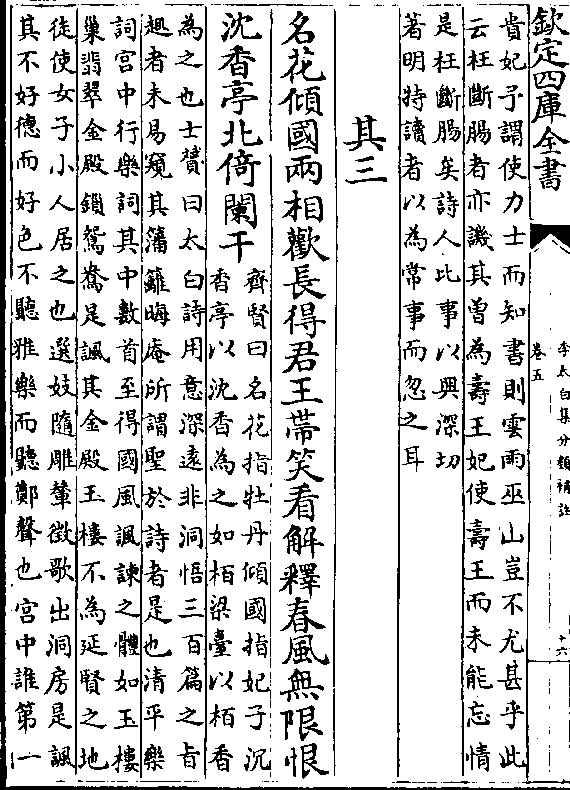 欽定四庫全書
李太白集分類補註
卷五
十六
貴妃予謂使力士而知書則雲雨巫山豈不尤甚乎此
云枉斷腸者亦譏其曽為壽王妃使壽王而未能忘情
是枉斷腸矣詩人比事以興深切
著明特讀者以為常事而忽之耳
其三
名花傾國兩相歡長得君王帶笑看解釋春風無限恨
沈香亭北倚闌干
齊賢曰名花指牡丹傾國指妃子沉
香亭以沈香為之如栢梁臺以栢香
為之也士贇曰太白詩用意深遠非洞悟三百篇之㫖
趣者未易窺其藩籬晦庵所謂聖於詩者是也清平樂
詞宫中行樂詞其中數首至得國風諷諫之體如玉樓
巢翡翠金殿鎖鴛鴦是諷其金殿玉樓不為延賢之地
徒使女子小人居之也選妓隨雕輦徴歌出洞房是諷
其不好德而好色不聽雅樂而聽鄭聲也宫中誰第一